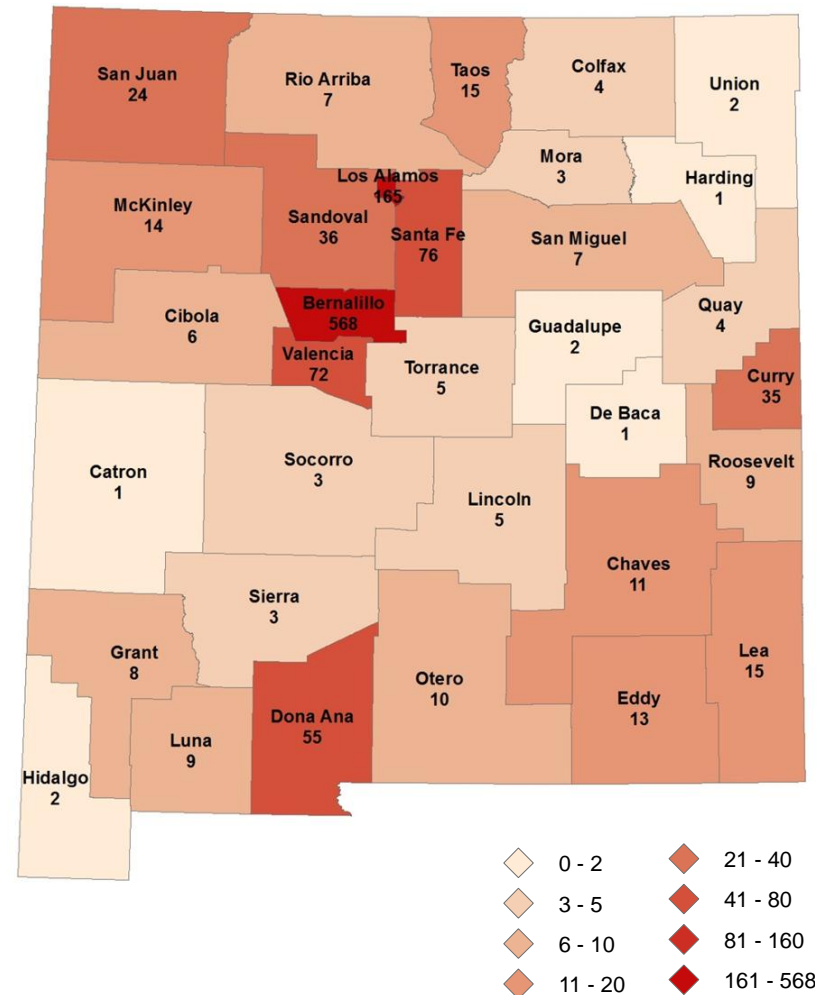 San Juan
24
Rio Arriba
7
Taos
15
Colfax
4
Union
2
Mora
3
Harding
1
McKinley
14
Los Alamos
165
Sandoval
36
Santa Fe
76
San Miguel
7
Cibola
6
Bernalillo
568
Valencia
72
Torrance
5
Guadalupe
2
Quay
4
Curry
35
De Baca
1
Roosevelt
9
Catron
1
Socorro
3
Lincoln
5
Chaves
11
Sierra
3
Grant
8
Otero
10
Lea
15
Eddy
13
Dona Ana
55
Luna
9
Hidalgo
2
0 - 2
3 - 5
6 - 10
11 - 20
21 - 40
41 - 80
81 - 160
161 - 568